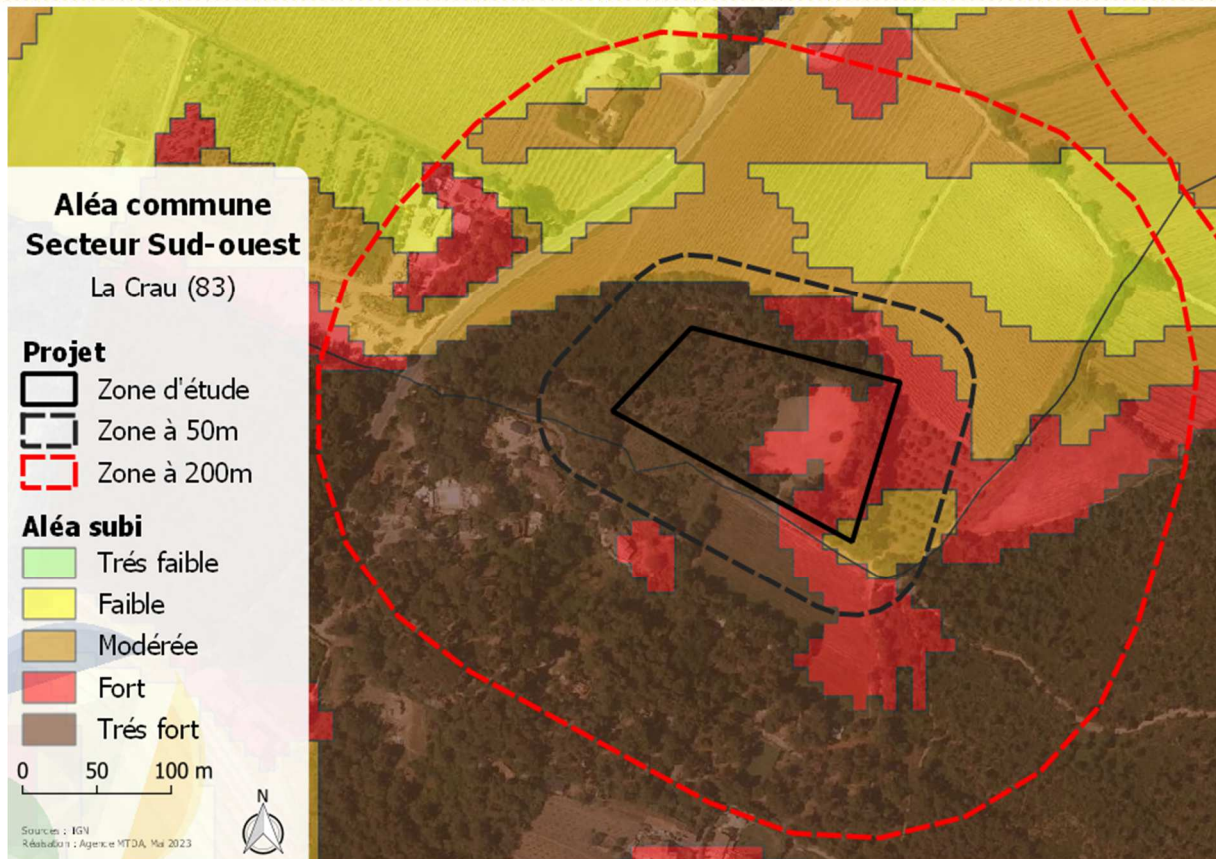 Aléa commune
Secteur Sud-ouest
La Crau (83)
Projet
Zone d'étude
Zone à 50m
Zone à 200m
Aléa subi
Trés faible
Faible
Modérée
Fort
Trés fort
0 50 100 m
N
Sources : IGN
Réalisation : Agence MTDA, Mai 2023